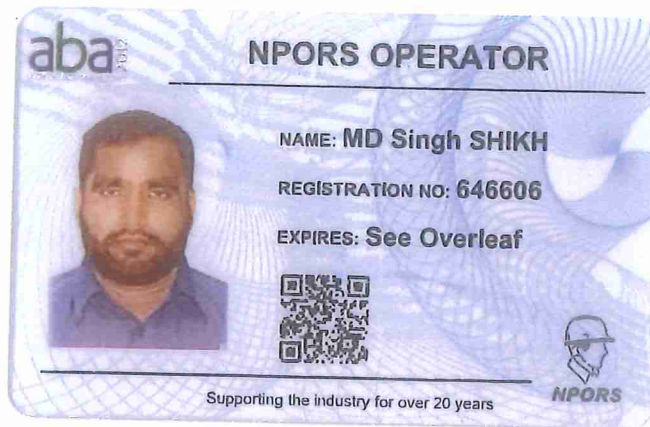 aba
NPORS OPERATOR
NAME: MD Singh SHIKH
REGISTRATION NO: 646606
EXPIRES: See Overleaf
NPORS
Supporting the industry for over 20 years